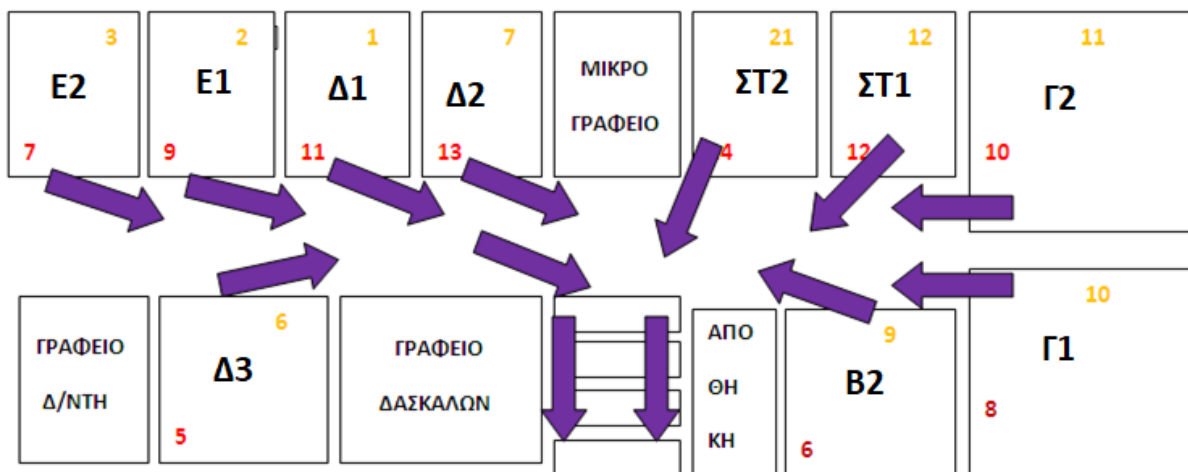 3
Ε2
7
2
Ε1
9
1
Δ1
11
7
Δ2
13
ΜΙΚΡΟ
ΓΡΑΦΕΙΟ
21
ΣΤ2
4
12
ΣΤ1
12
11
Γ2
10
ΓΡΑΦΕΙΟ
Δ/ΝΤΗ
6
Δ3
5
ΓΡΑΦΕΙΟ
ΔΑΣΚΑΛΩΝ
ΑΠΟ
ΘΗ
ΚΗ
9
Β2
6
10
Γ1
8